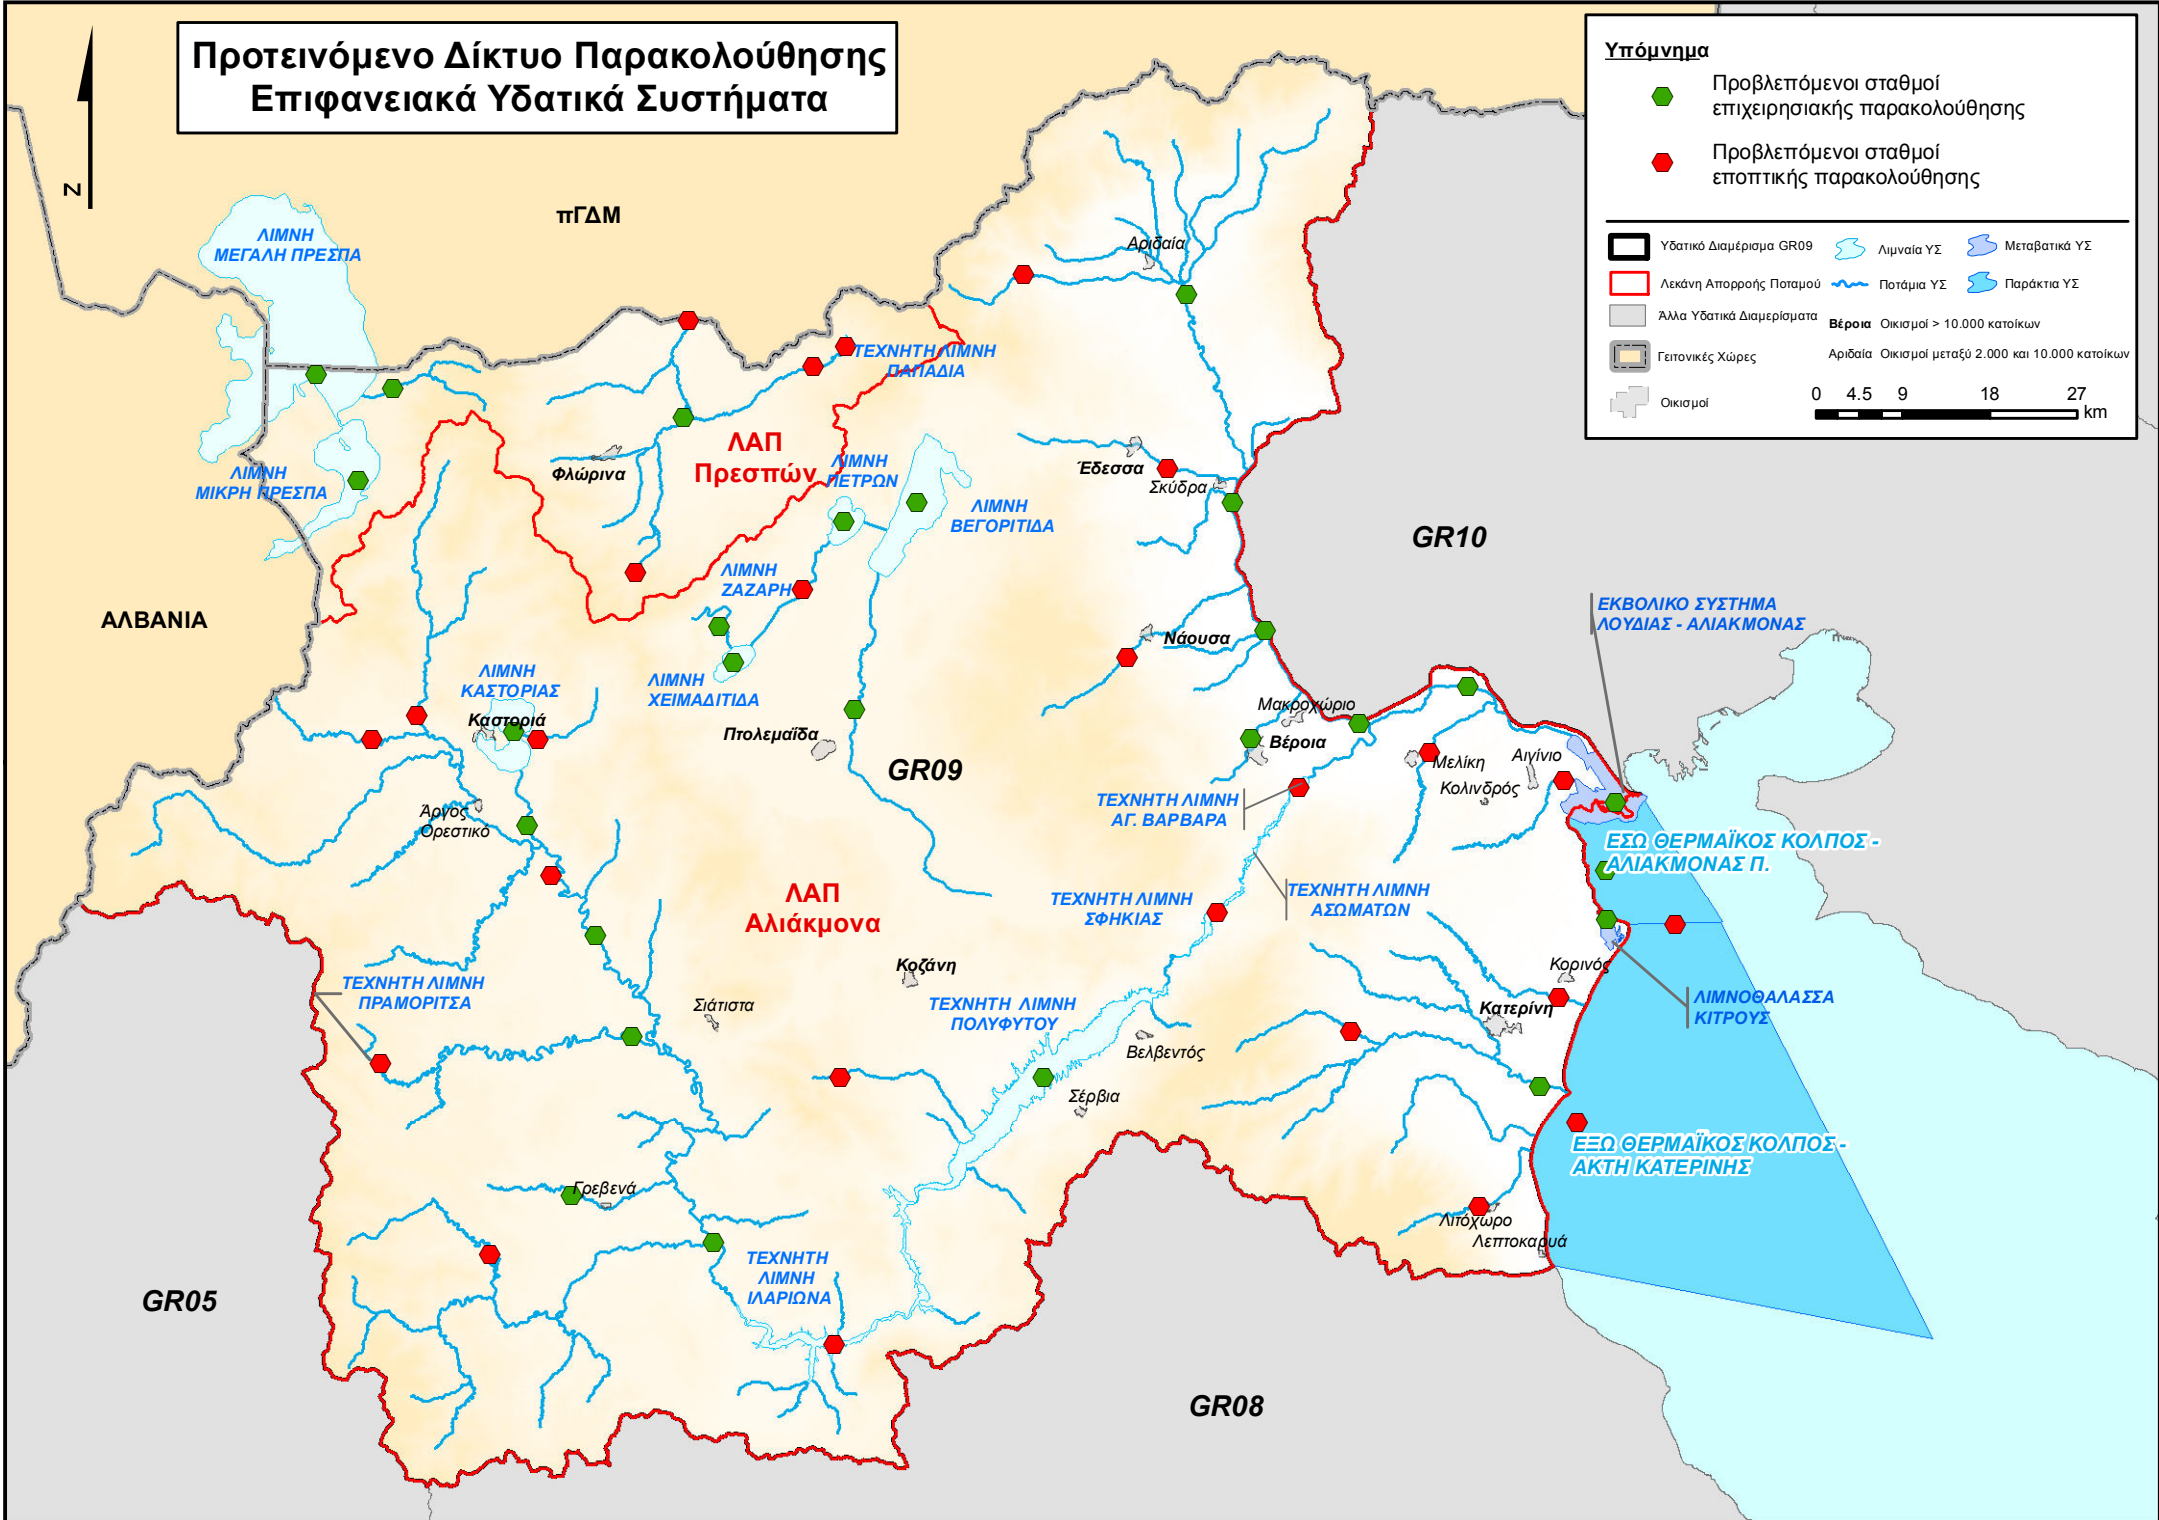 Προτεινόμενο Δίκτυο Παρακολούθησης
Επιφανειακά Υδατικά Συστήματα
Z
Υπόμνημα
Προβλεπόμενοι σταθμοί
επιχειρησιακής παρακολούθησης
Προβλεπόμενοι σταθμοί
εποπτικής παρακολούθησης
Υδατικό Διαμέρισμα GR09
Λιμναία ΥΣ
Μεταβατικά ΥΣ
Λεκάνη Απορροής Ποταμού
Ποτάμια ΥΣ
Παράκτια ΥΣ
Άλλα Υδατικά Διαμερίσματα
Βέροια Οικισμοί > 10.000 κατοίκων
Γειτονικές Χώρες
Αριδαία Οικισμοί μεταξύ 2.000 και 10.000 κατοίκων
Οικισμοί
0 4.5 9 18 27
km
πΓΔΜ
ΛΙΜΝΗ
ΜΕΓΑΛΗ ΠΡΕΣΠΑ
Αριδαία
ΤΕΧΝΗΤΗ ΛΙΜΝΗ
ΠΑΠΑΔΙΑ
ΛΑΠ
Πρεσπών
Φλώρινα
ΛΙΜΝΗ
ΜΙΚΡΗ ΠΡΕΣΠΑ
ΛΙΜΝΗ
ΠΕΤΡΩΝ
ΛΙΜΝΗ
ΒΕΓΟΡΙΤΙΔΑ
Έδεσσα
Σκύδρα
GR10
ΛΙΜΝΗ
ΖΑΖΑΡΗ
ΑΛΒΑΝΙΑ
ΕΚΒΟΛΙΚΟ ΣΥΣΤΗΜΑ
ΛΟΥΔΙΑΣ - ΑΛΙΑΚΜΟΝΑΣ
Νάουσα
ΛΙΜΝΗ
ΚΑΣΤΟΡΙΑΣ
Καστοριά
ΛΙΜΝΗ
ΧΕΙΜΑΔΙΤΙΔΑ
Πτολεμαΐδα
Μακροχώριο
Βέροια
GR09
Μελίκη
Αιγίνιο
Κολινδρός
ΤΕΧΝΗΤΗ ΛΙΜΝΗ
ΑΓ. ΒΑΡΒΑΡΑ
Άργος
Ορεστικό
ΕΣΩ ΘΕΡΜΑΪΚΟΣ ΚΟΛΠΟΣ -
ΑΛΙΑΚΜΟΝΑΣ Π.
ΛΑΠ
Αλιάκμονα
ΤΕΧΝΗΤΗ ΛΙΜΝΗ
ΣΦΗΚΙΑΣ
ΤΕΧΝΗΤΗ ΛΙΜΝΗ
ΑΣΩΜΑΤΩΝ
Κοζάνη
Κορινός
ΤΕΧΝΗΤΗ ΛΙΜΝΗ
ΠΡΑΜΟΡΙΤΣΑ
Σιάτιστα
ΤΕΧΝΗΤΗ ΛΙΜΝΗ
ΠΟΛΥΦΥΤΟΥ
Κατερίνη
ΛΙΜΝΟΘΑΛΑΣΣΑ
ΚΙΤΡΟΥΣ
Βελβεντός
Σέρβια
ΕΞΩ ΘΕΡΜΑΪΚΟΣ ΚΟΛΠΟΣ -
ΑΚΤΗ ΚΑΤΕΡΙΝΗΣ
Γρεβενά
Λιτόχωρο
Λεπτοκαρυά
ΤΕΧΝΗΤΗ
ΛΙΜΝΗ
ΙΛΑΡΙΩΝΑ
GR05
GR08